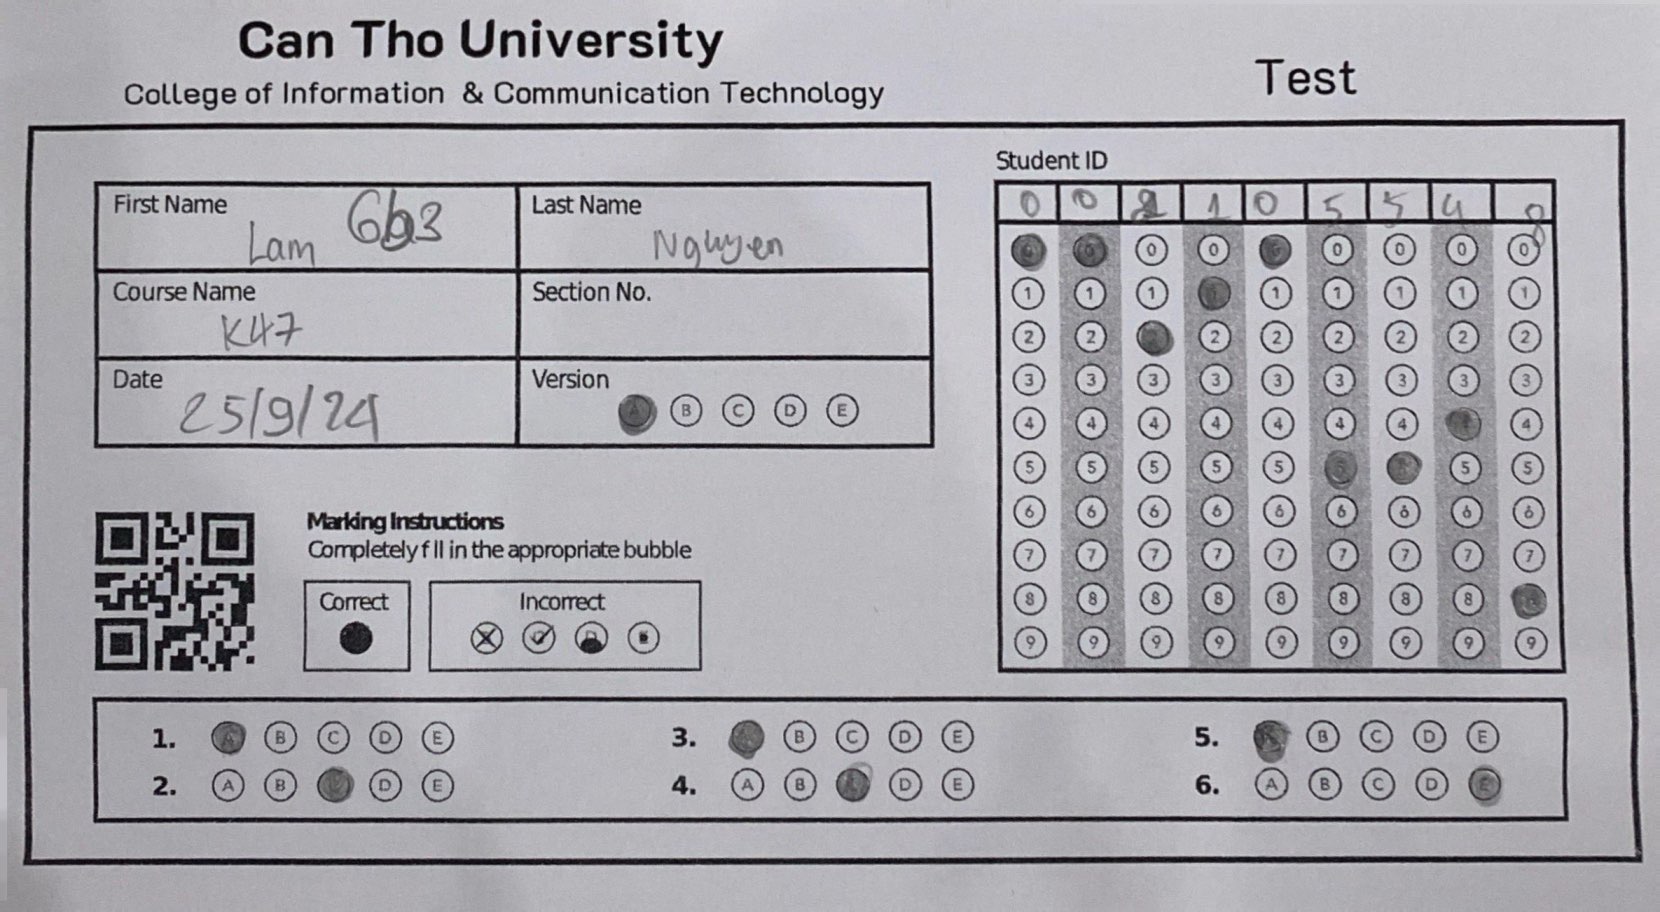 Can Tho University
College of Information & Communication Technology
Test
First Name
Lam 6b3
Last Name
Nguyen
Course Name
K47
Section No.
Date
25/9/24
Version
A B C D E
Student ID
0 0 2 1 0 5 5 4 8
0 0 0 0 0 0 0 0 0
1 1 1 1 1 1 1 1 1
2 2 2 2 2 2 2 2
3 3 3 3 3 3 3 3 3
4 4 4 4 4 4 4 4
5 5 5 5 5 5 5 5
6 6 6 6 6 6 6 6 6
7 7 7 7 7 7 7 7 7
8 8 8 8 8 8 8 8
9 9 9 9 9 9 9 9 9
Marking Instructions
Completely f ll in the appropriate bubble
Correct
Incorrect
1. A B C D E
2. A B D E
3. B C D E
4. A B D E
5. B C D E
6. A B C D E